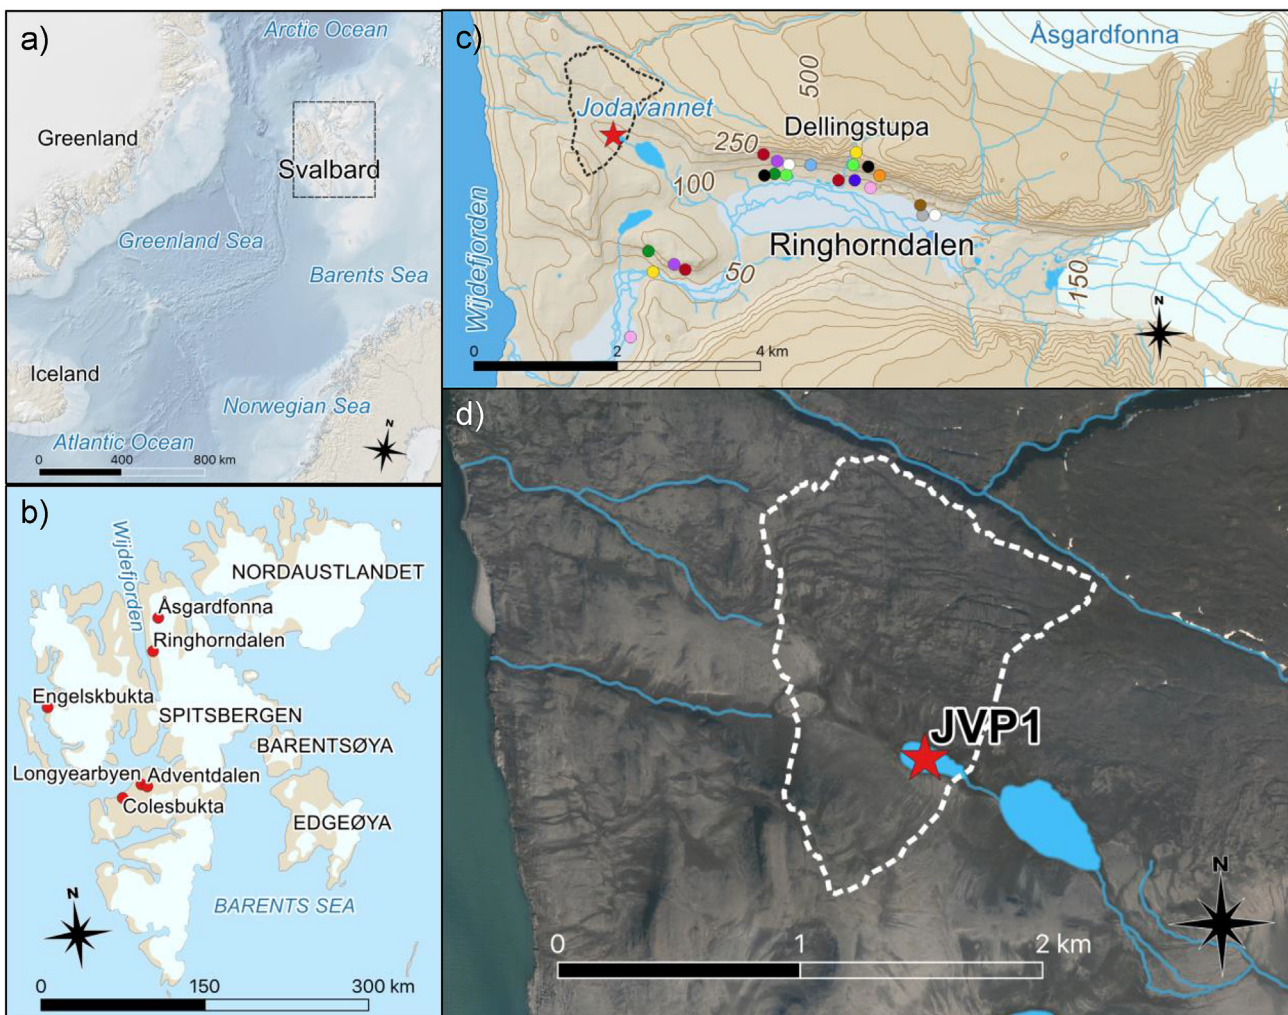 a)
Arctic Ocean
Greenland
Svalbard
Greenland Sea
Barents Sea
Iceland
Norwegian Sea
Atlantic Ocean
N
0 400 800 km
b)
Wijdefjorden
NORDAUSTLANDET
Åsgardfonna
Ringhorndalen
Engelskbukta
SPITSBERGEN
BARENTSØYA
Longyearbyen
Adventdalen
Colesbukta
EDGEØYA
BARENTS SEA
N
0 150 300 km
c)
Åsgardfonna
500
Jodavannet
Dellingstupa
250
100
Ringhorndalen
50
150
Wijdefjorden
N
0 2 4 km
d)
JVP1
N
0 1 2 km